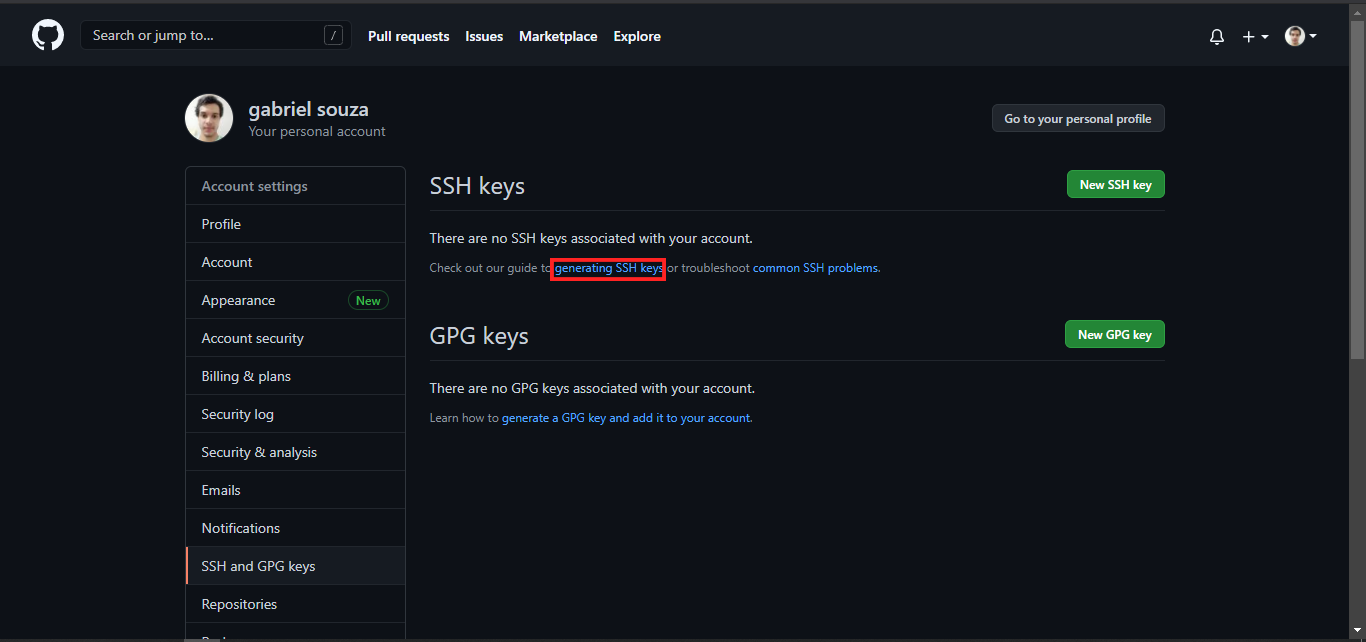 Search or jump to... /
Pull requests Issues Marketplace Explore
gabriel souza
Your personal account
Go to your personal profile
Account settings
Profile
Account
Appearance New
Account security
Billing & plans
Security log
Security & analysis
Emails
Notifications
SSH and GPG keys
Repositories
SSH keys
New SSH key
There are no SSH keys associated with your account.
Check out our guide to generating SSH keys or troubleshoot common SSH problems.
GPG keys
New GPG key
There are no GPG keys associated with your account.
Learn how to generate a GPG key and add it to your account.